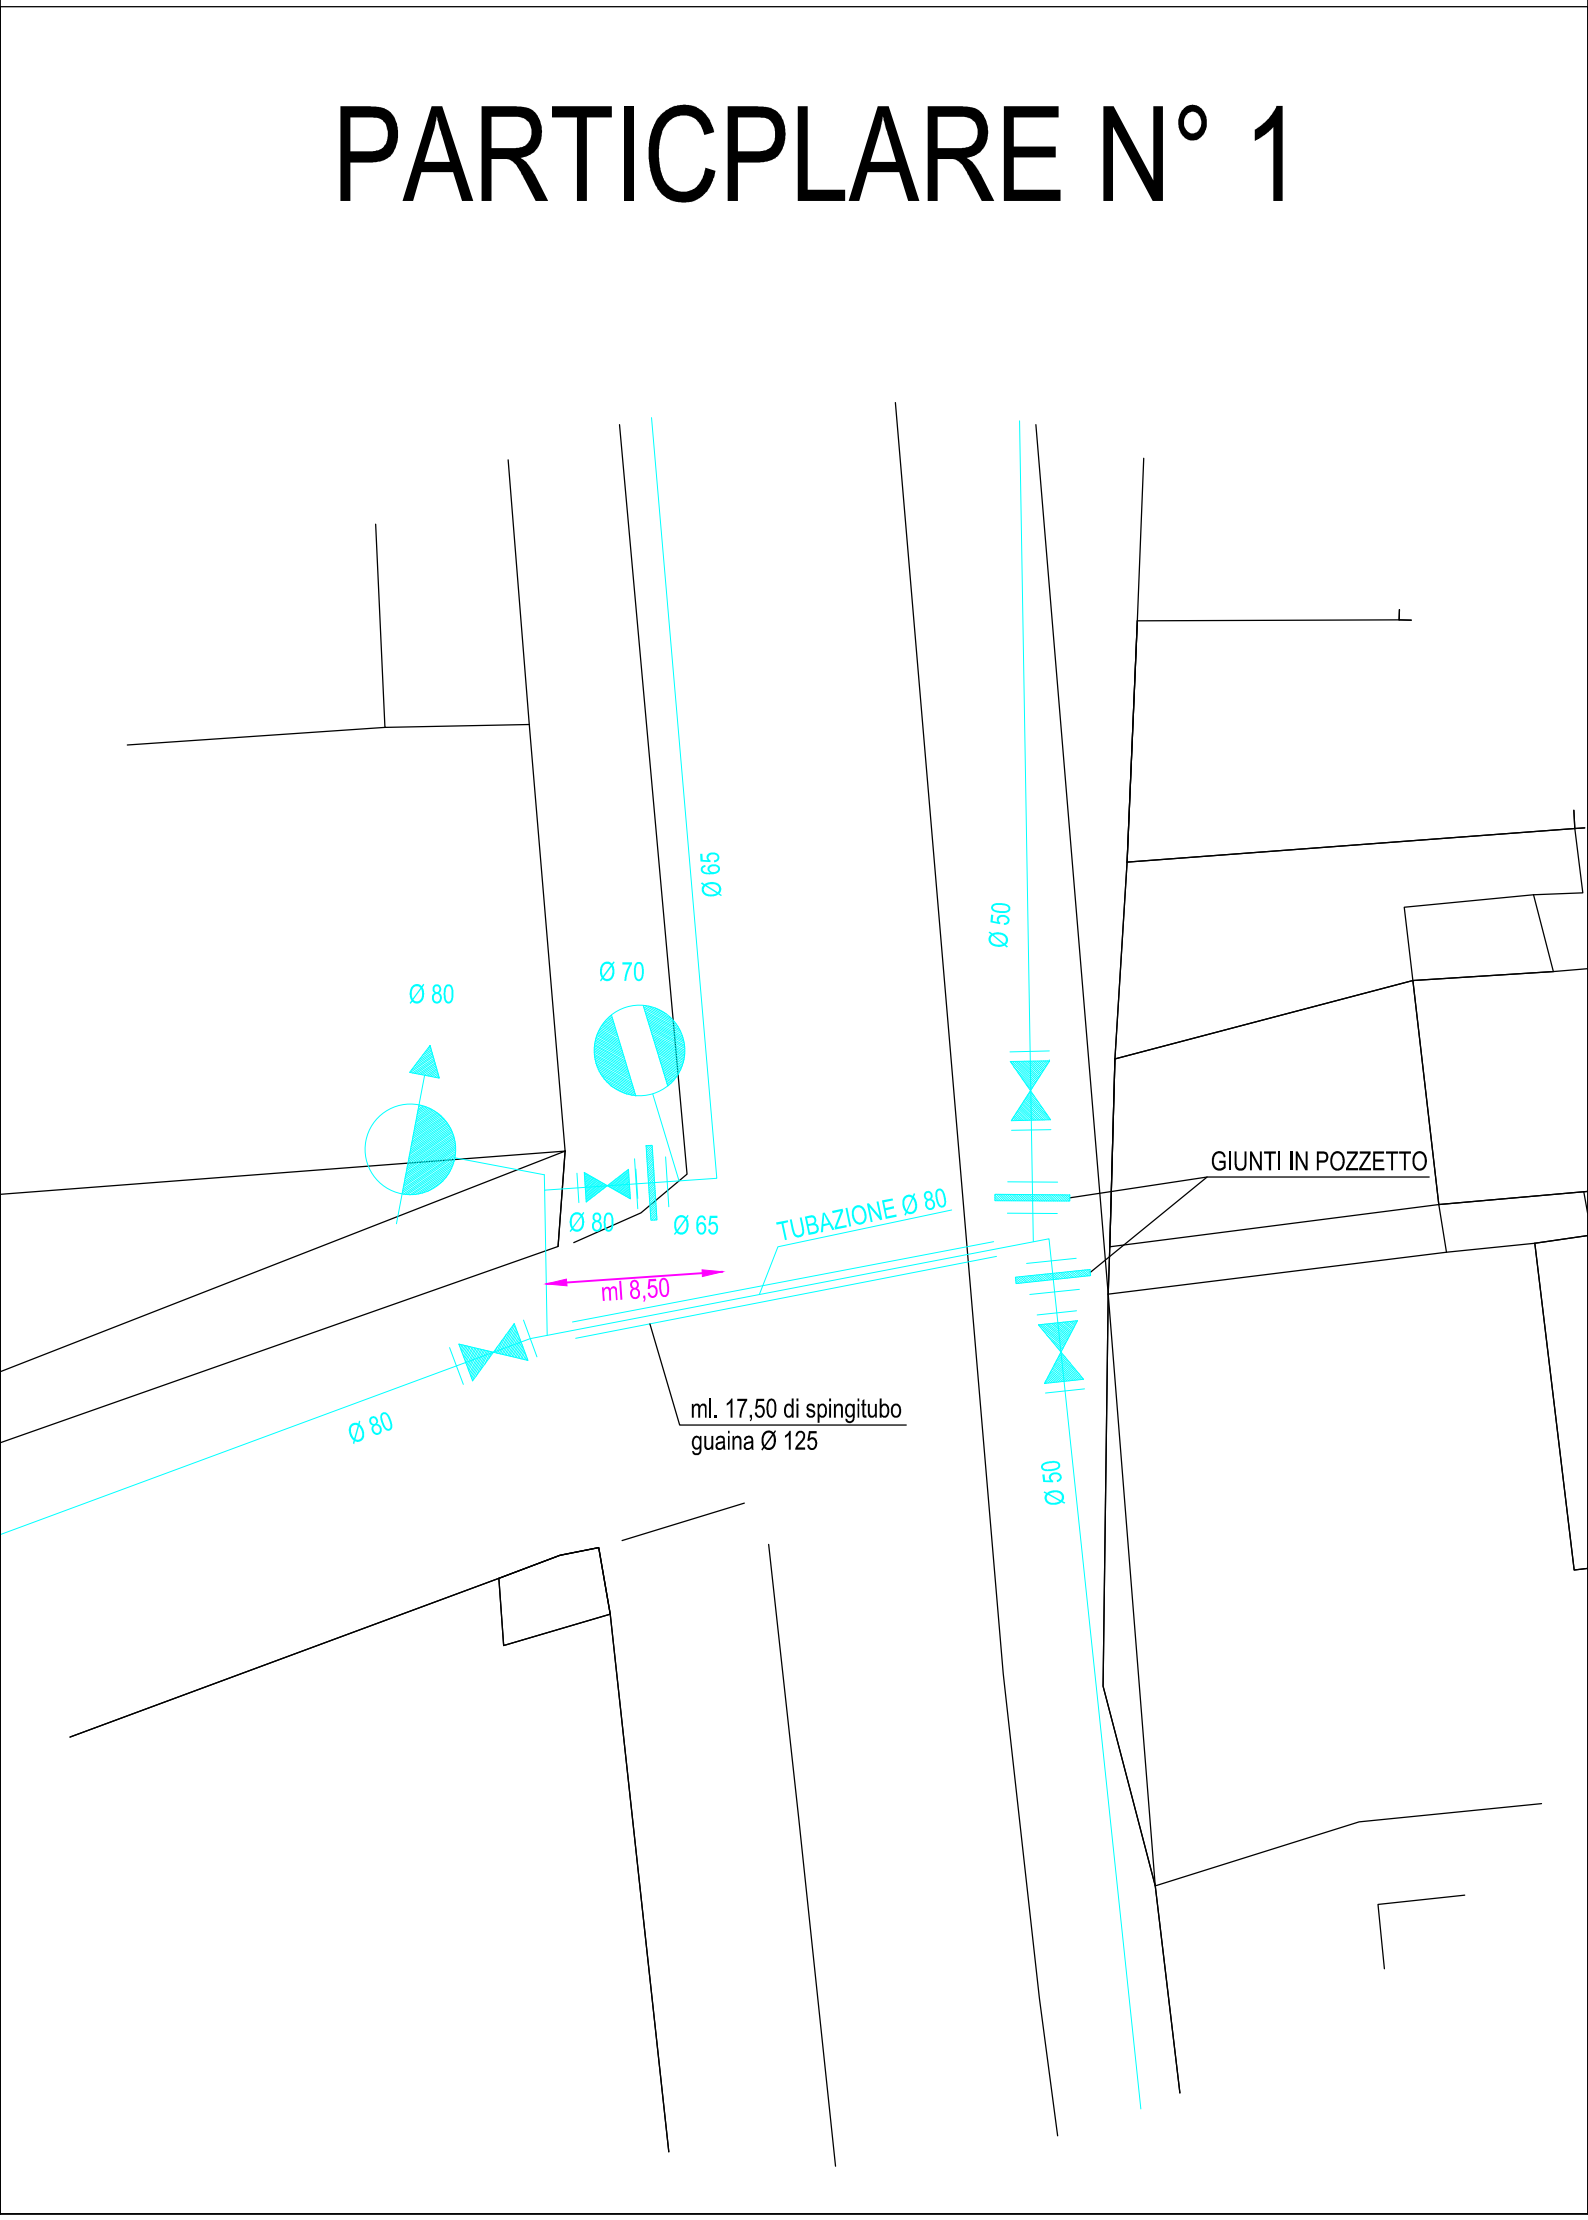 PARTICPLARE N° 1
Ø 65
Ø 50
Ø 70
Ø 80
GIUNTI IN POZZETTO
TUBAZIONE Ø 80
Ø 80
Ø 65
ml 8,50
ml. 17,50 di spingitubo
guaina Ø 125
Ø 80
Ø 50